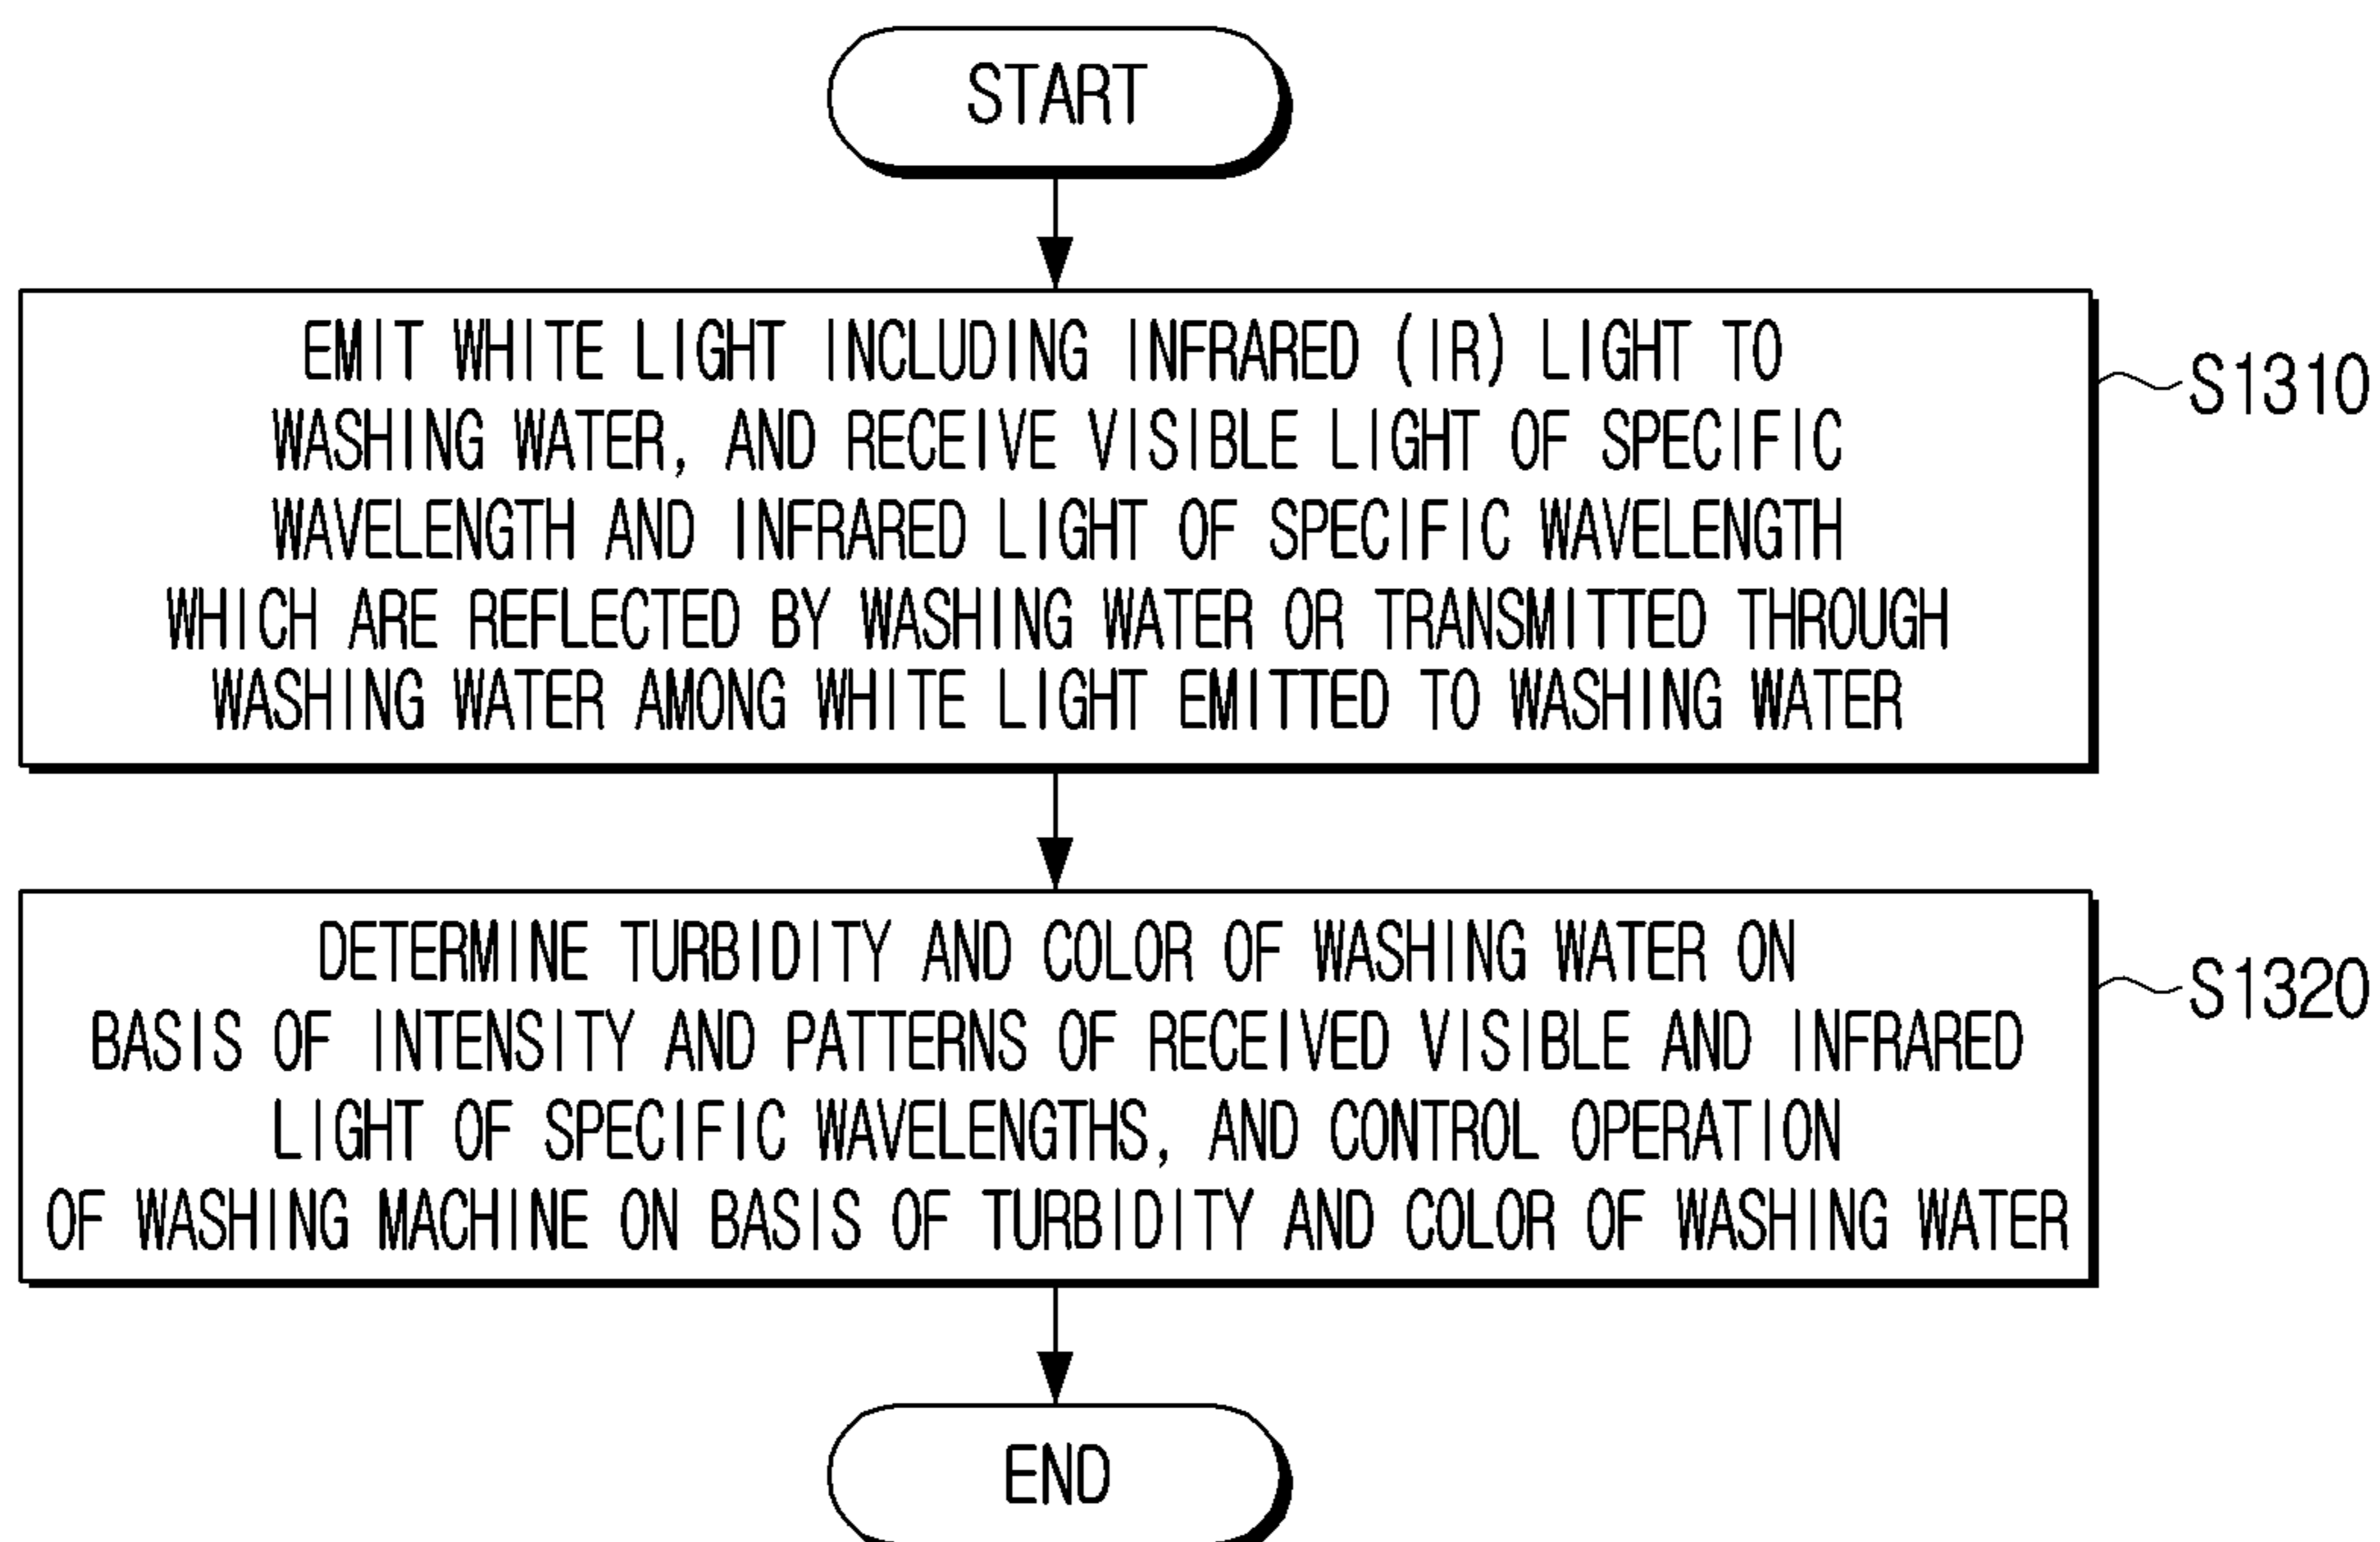 START
EMIT WHITE LIGHT INCLUDING INFRARED (IR) LIGHT TO
WASHING WATER, AND RECEIVE VISIBLE LIGHT OF SPECIFIC
WAVELENGTH AND INFRARED LIGHT OF SPECIFIC WAVELENGTH
WHICH ARE REFLECTED BY WASHING WATER OR TRANSMITTED THROUGH
WASHING WATER AMONG WHITE LIGHT EMITTED TO WASHING WATER
S1310
DETERMINE TURBIDITY AND COLOR OF WASHING WATER ON
BASIS OF INTENSITY AND PATTERNS OF RECEIVED VISIBLE AND INFRARED
LIGHT OF SPECIFIC WAVELENGTHS, AND CONTROL OPERATION
OF WASHING MACHINE ON BASIS OF TURBIDITY AND COLOR OF WASHING WATER
S1320
END